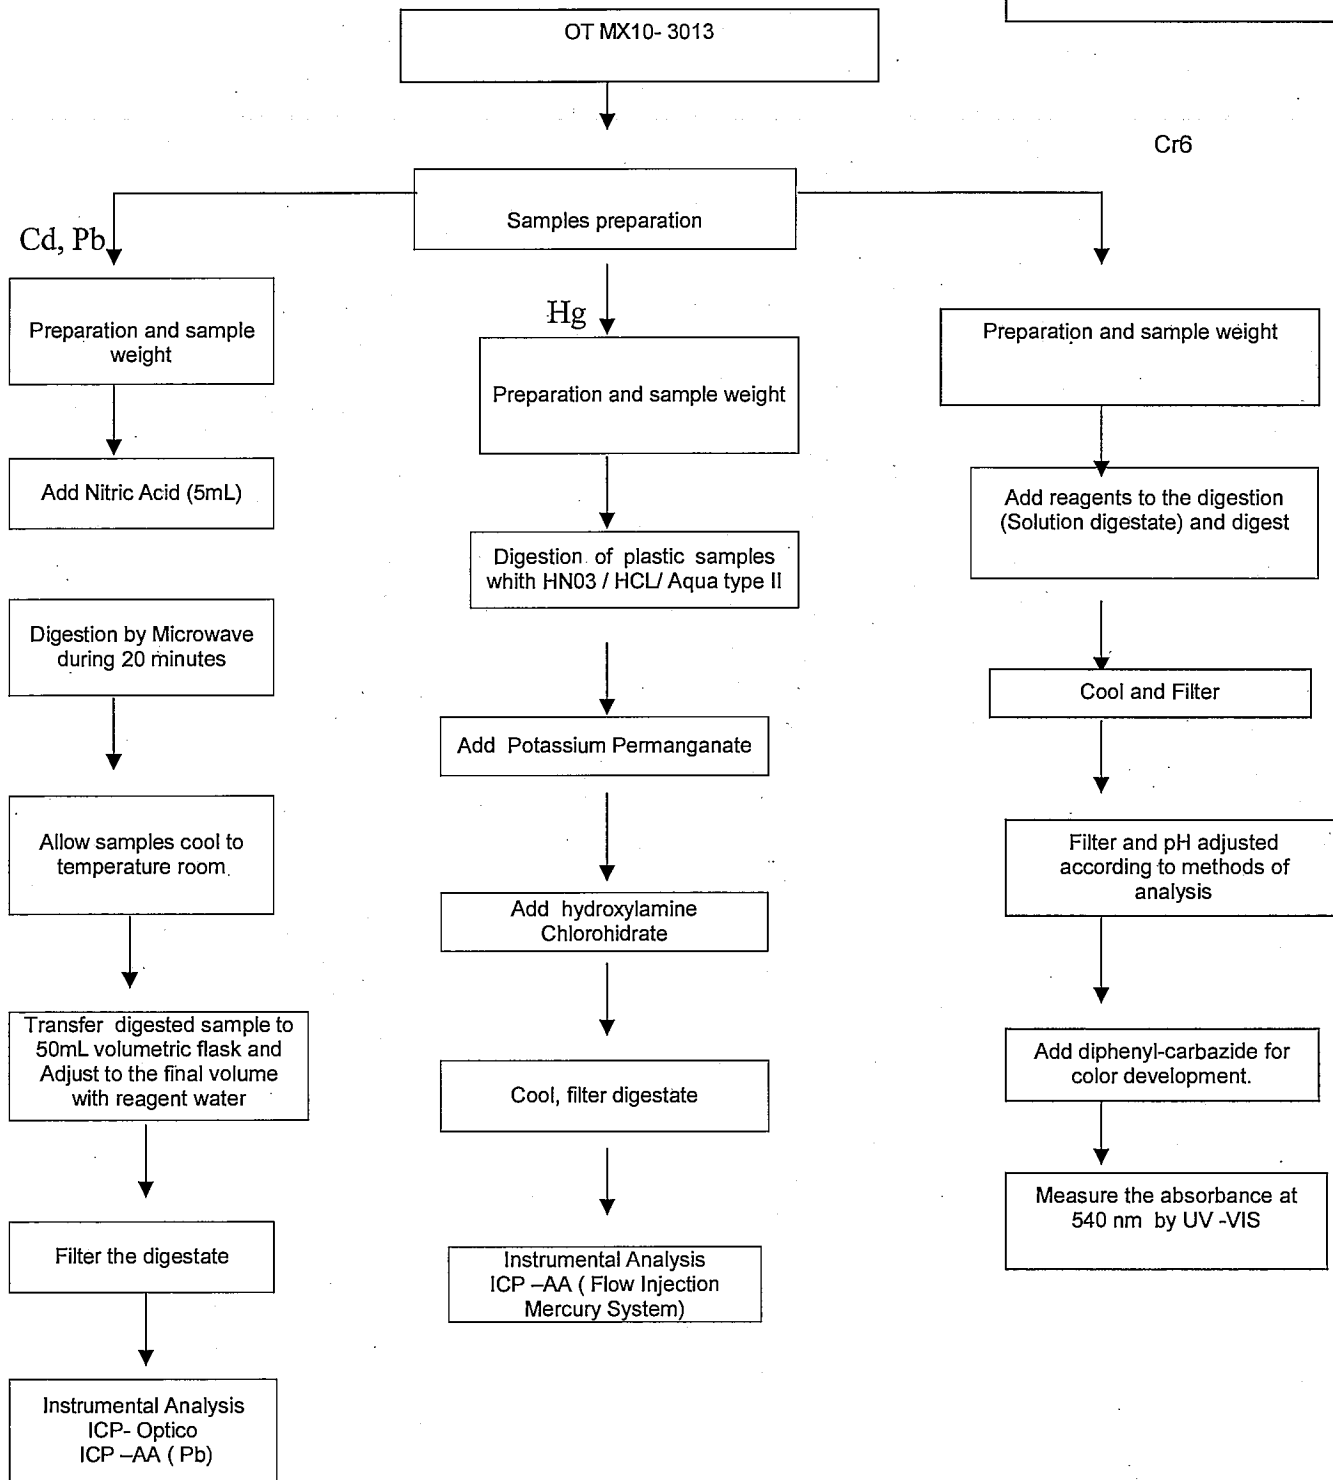 OT MX10- 3013
Cr6
Samples preparation
Cd, Pb
Preparation and sample
weight
Add Nitric Acid (5mL)
Digestion by Microwave
during 20 minutes
Allow samples cool to
temperature room
Transfer digested sample to
50mL volumetric flask and
Adjust to the final volume
with reagent water
Filter the digestate
Instrumental Analysis
ICP- Optico
ICP –AA ( Pb)
Hg
Preparation and sample weight
Digestion of plastic samples
whith HN03 / HCL/ Aqua type II
Add Potassium Permanganate
Add hydroxylamine
Chlorohidrate
Cool, filter digestate
Instrumental Analysis
ICP –AA ( Flow Injection
Mercury System)
Preparation and sample weight
Add reagents to the digestion
(Solution digestate) and digest
Cool and Filter
Filter and pH adjusted
according to methods of
analysis
Add diphenyl-carbazide for
color development.
Measure the absorbance at
540 nm by UV -VIS